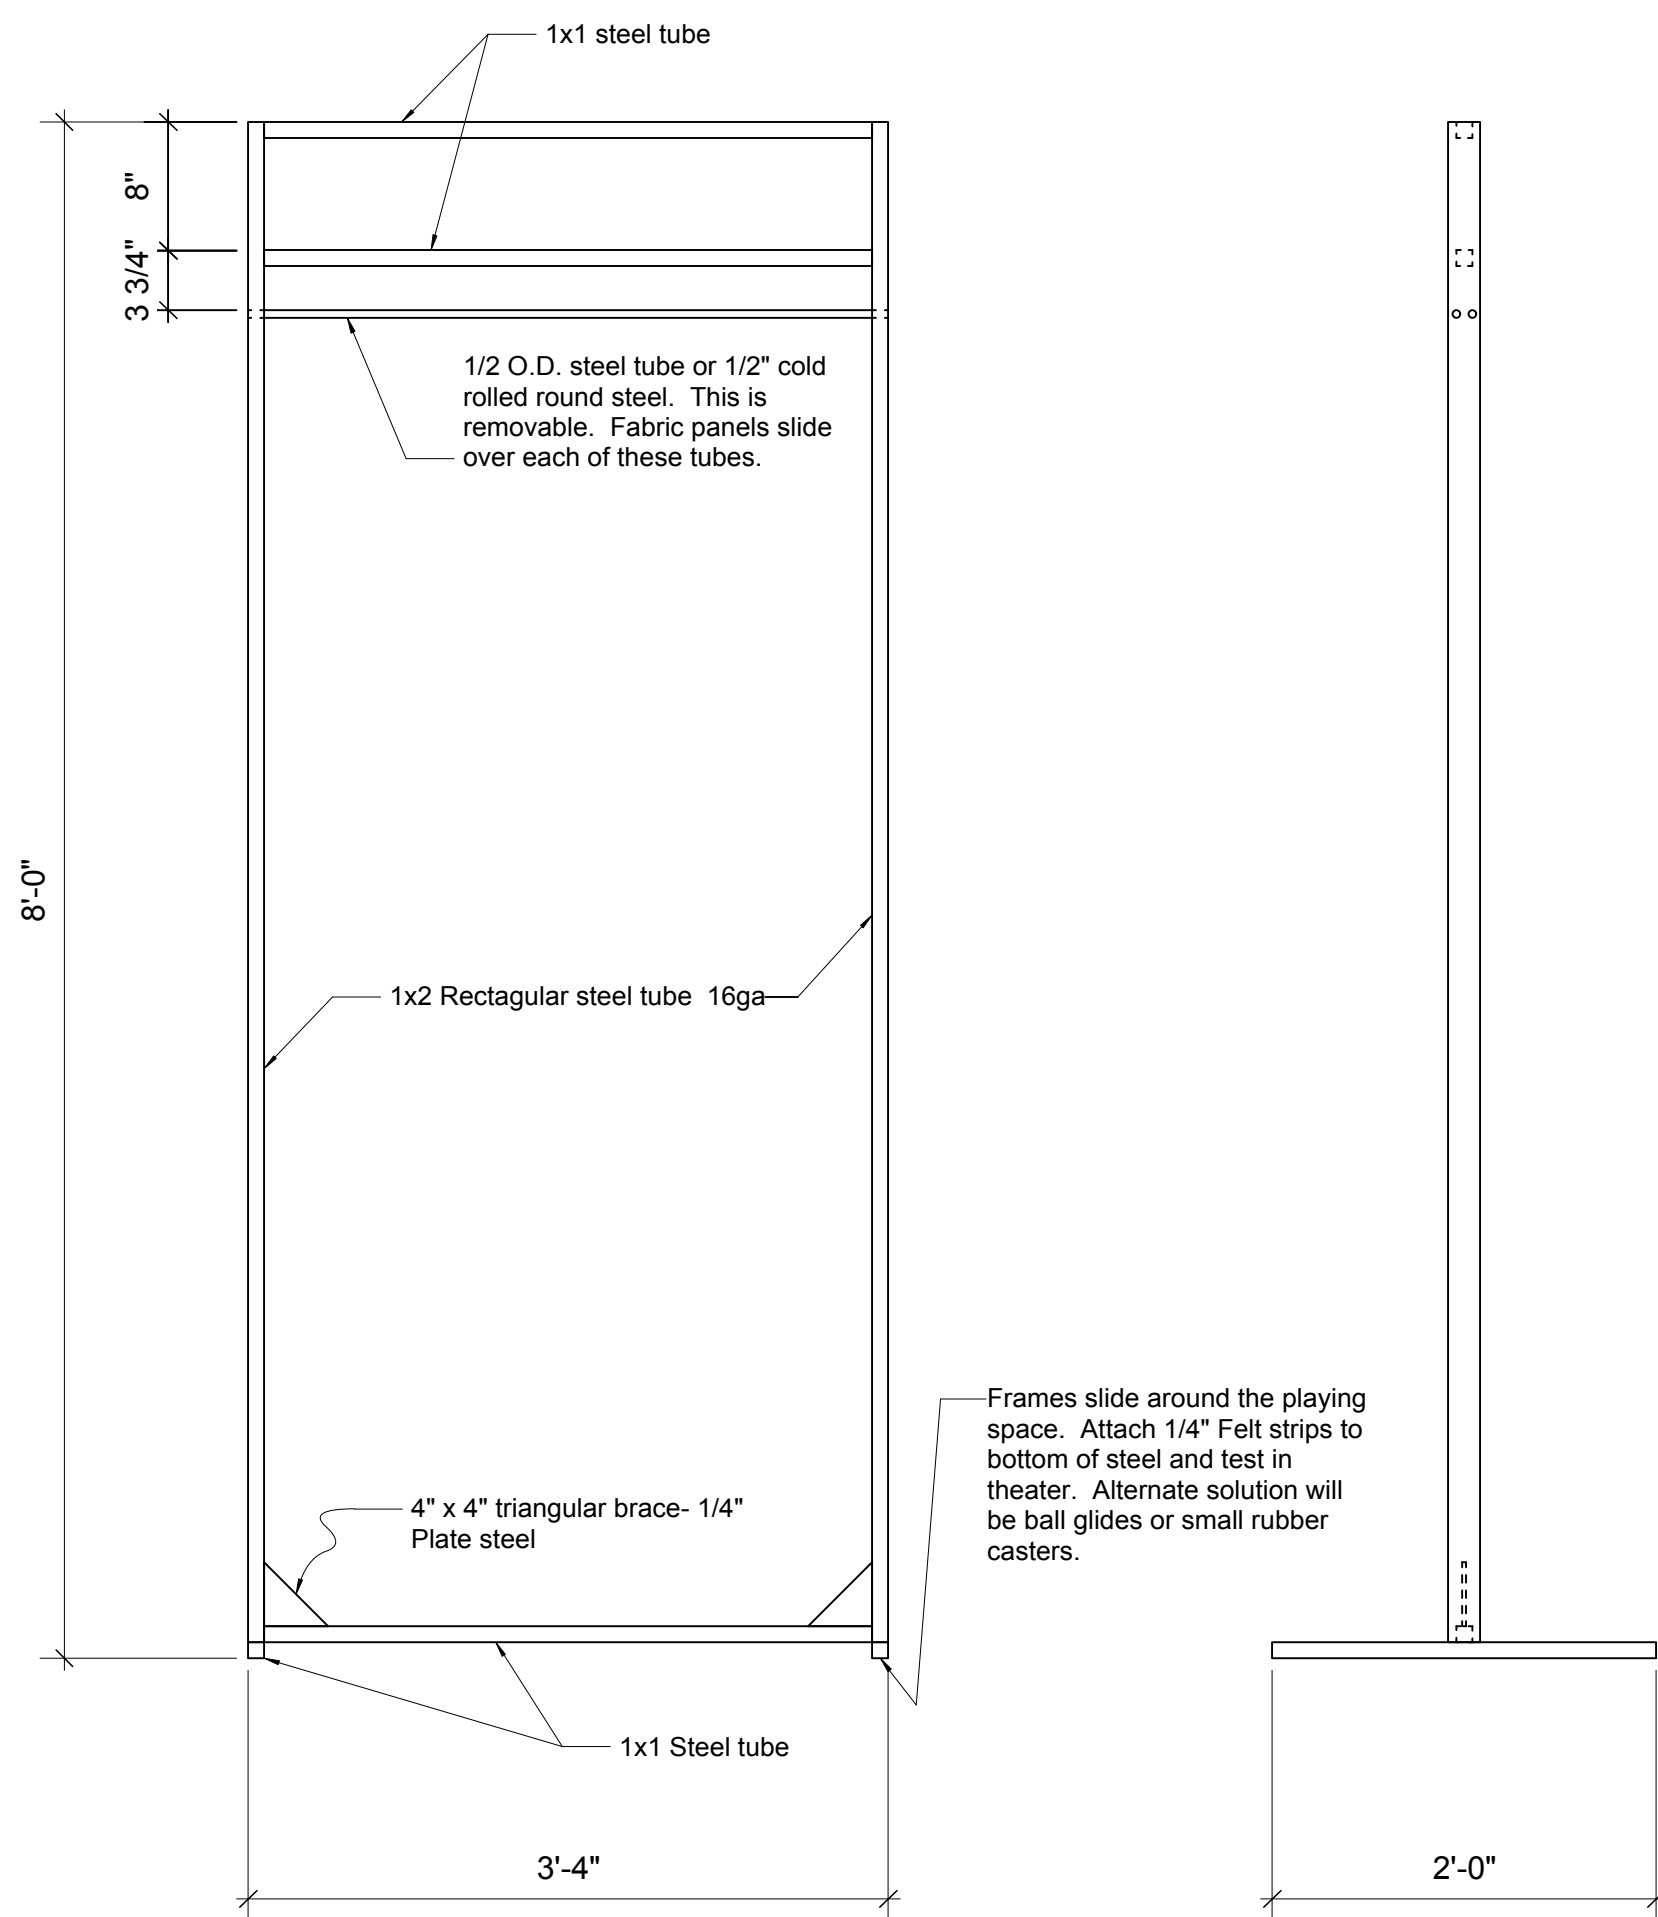 1x1 steel tube
8"
3 3/4"
1/2 O.D. steel tube or 1/2" cold
rolled round steel.  This is
removable.  Fabric panels slide
over each of these tubes.
8'-0"
1x2 Rectagular steel tube  16ga
Frames slide around the playing
space.  Attach 1/4" Felt strips to
bottom of steel and test in
theater.  Alternate solution will
be ball glides or small rubber
casters.
4" x 4" triangular brace- 1/4"
Plate steel
1x1 Steel tube
3'-4"
2'-0"